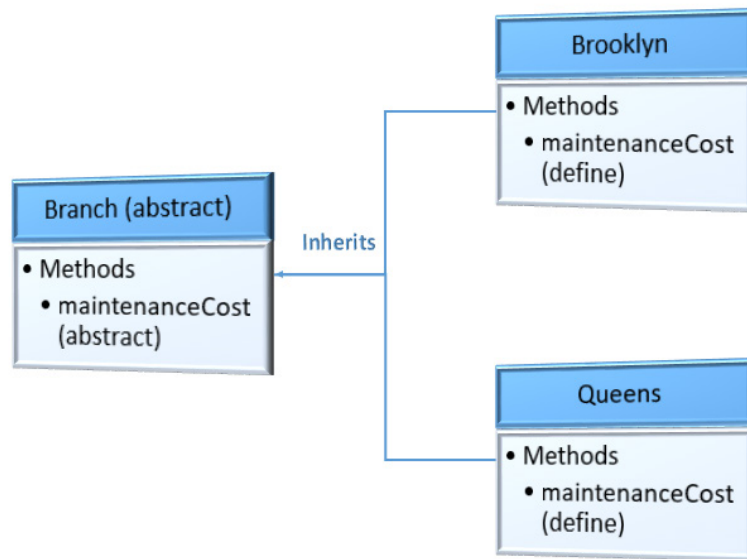 Brooklyn
• Methods
• maintenanceCost
(define)
Branch (abstract)
• Methods
• maintenanceCost
(abstract)
Inherits
Queens
• Methods
• maintenanceCost
(define)